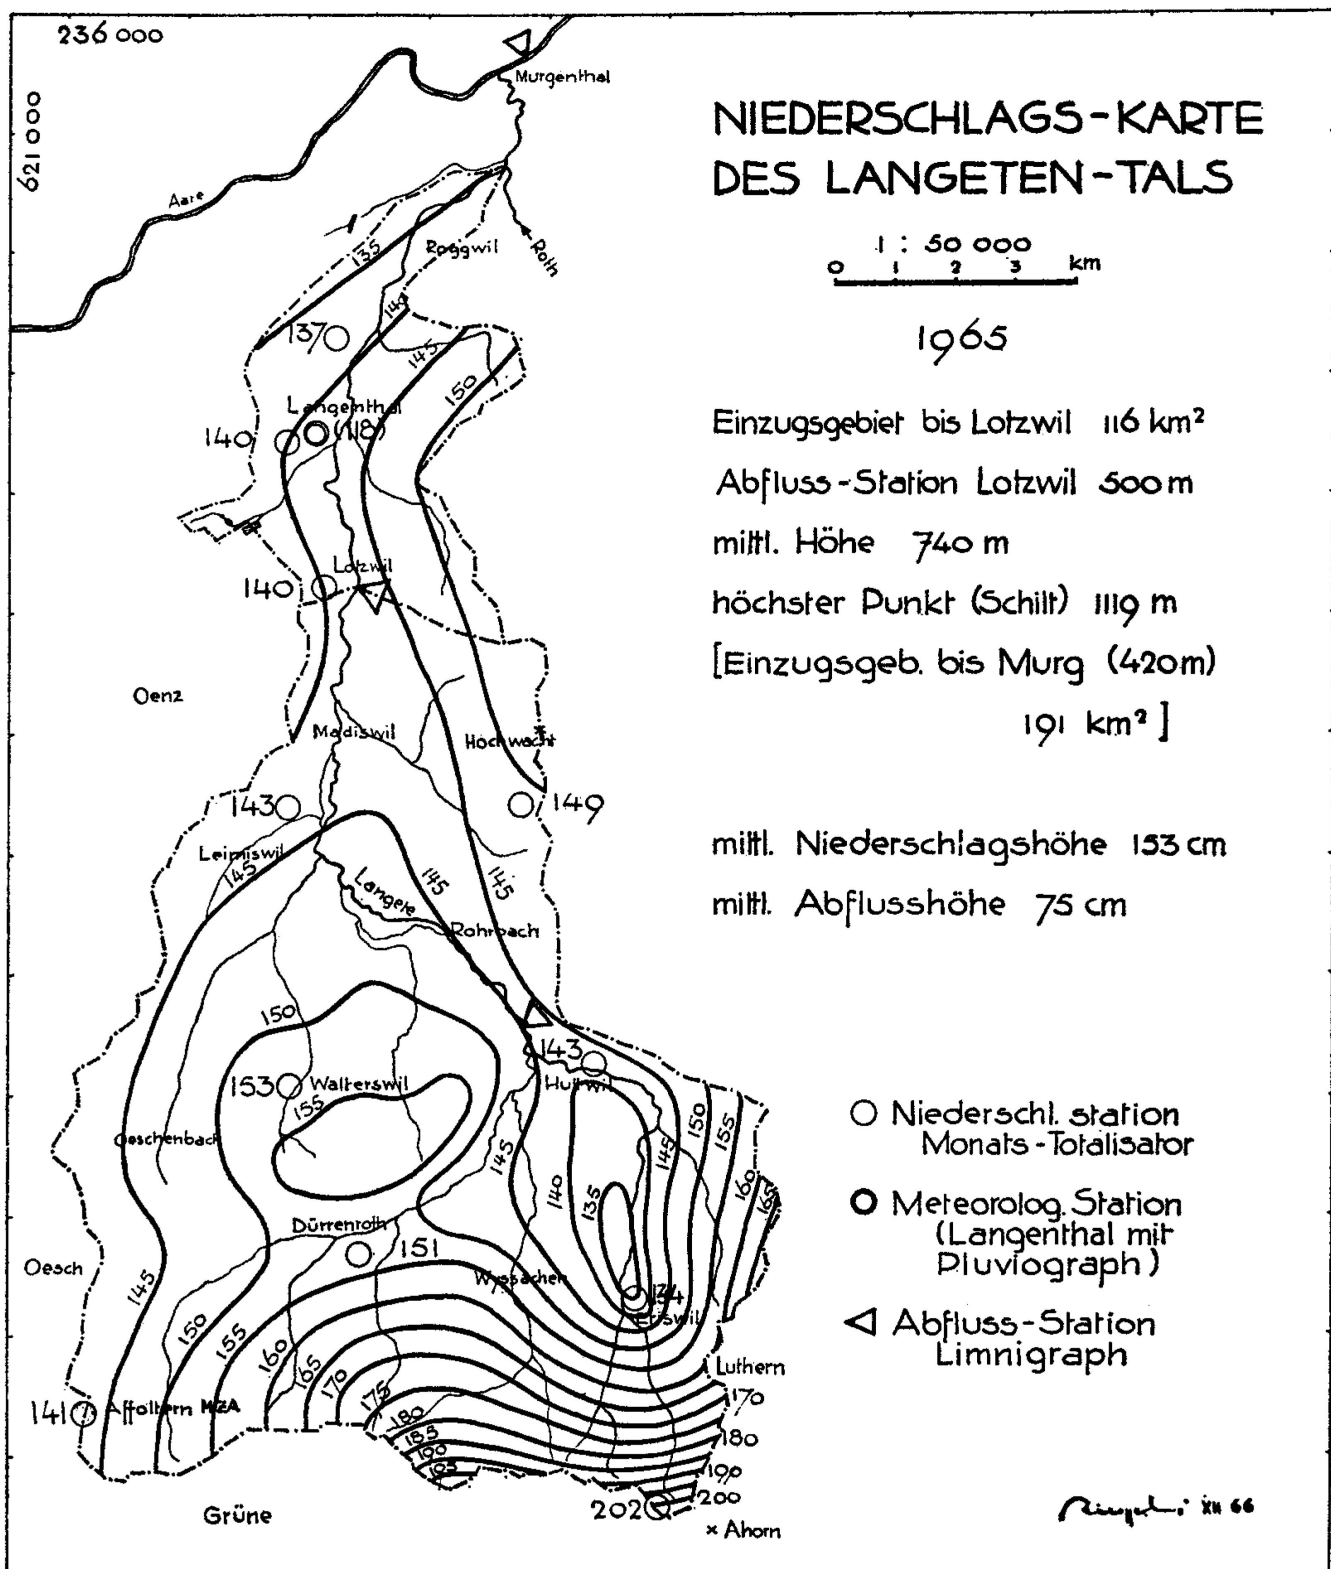 236 000
621 000
Murgenthal
Aare
NIEDERSCHLAGS-KARTE
DES LANGETEN-TALS
1 : 50 000
0 1 2 3 km
1965
Einzugsgebiet bis Lotzwil 116 km²
Abfluss-Station Lotzwil 500 m
mittl. Höhe 740 m
höchster Punkt (Schilt) 1119 m
[Einzugsgeb. bis Murg (420m)
191 km² ]
mittl. Niederschlagshöhe 153 cm
mittl. Abflusshöhe 75 cm
Niederschl. station
Monats-Totalisator
Meteorolog. Station
(Langenthal mit
Pluviograph)
Abfluss-Station
Limnigraph
XII 66
135
Roggwil
Roth
137
140
145
150
Langenthal
140 (118)
Lotzwil
140
Oenz
Madiswil
Hochwacht
143
149
Leimiswil
145
Langete
145
145
Rohrbach
150
143
Huttwil
153
Walterswil
155
Oeschenbach
145
140
135
145
150
155
160
165
Dürrenroth
151
Oesch
Wyssachen
134
Eriswil
145
150
155
160
165
170
175
180
185
190
195
Luthern
170
180
190
200
141
Affoltern MZA
Grüne
202
× Ahorn